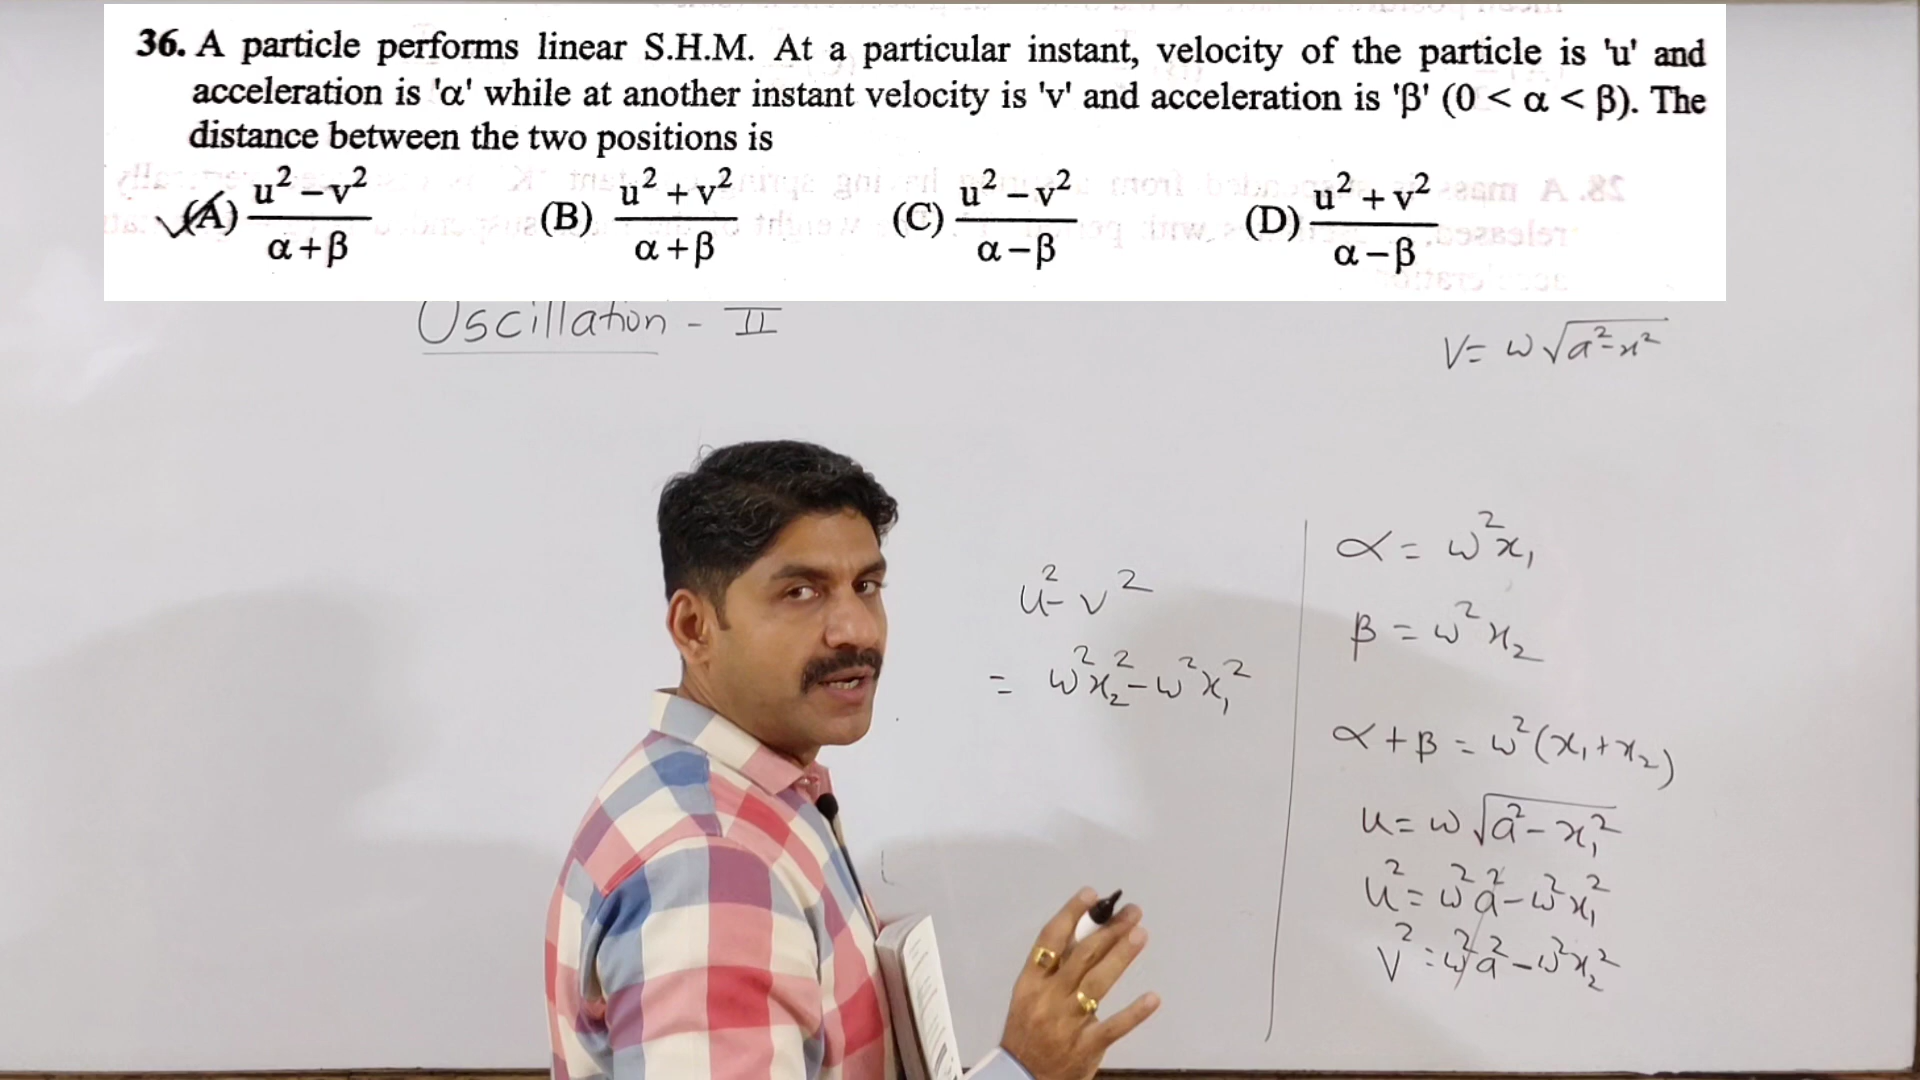 36. A particle performs linear S.H.M. At a particular instant, velocity of the particle is 'u' and
acceleration is 'α' while at another instant velocity is 'v' and acceleration is 'β' (0 < α < β). The
distance between the two positions is
(A) u² – v² / α + β (B) u² + v² / α + β (C) u² – v² / α – β (D) u² + v² / α – β
Oscillation - II
V = ω √a² - x²
u² - v²
= ω²x₂² - ω²x₁²
α = ω²x₁
β = ω²x₂
α + β = ω²(x₁ + x₂)
u = ω √a² - x₁²
u² = ω²a² - ω²x₁²
v² = ω²a² - ω²x₂²